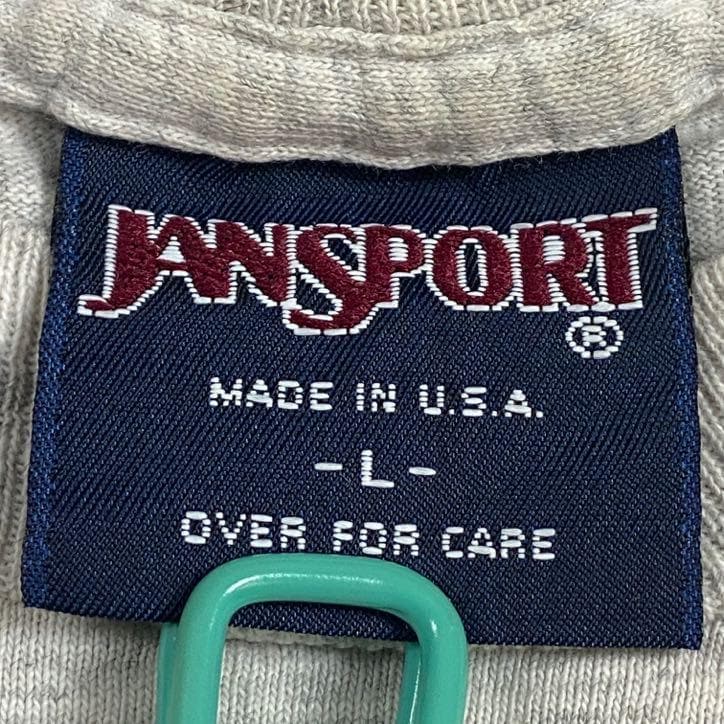 JANSPORT
®
MADE IN U.S.A.
- L -
OVER FOR CARE